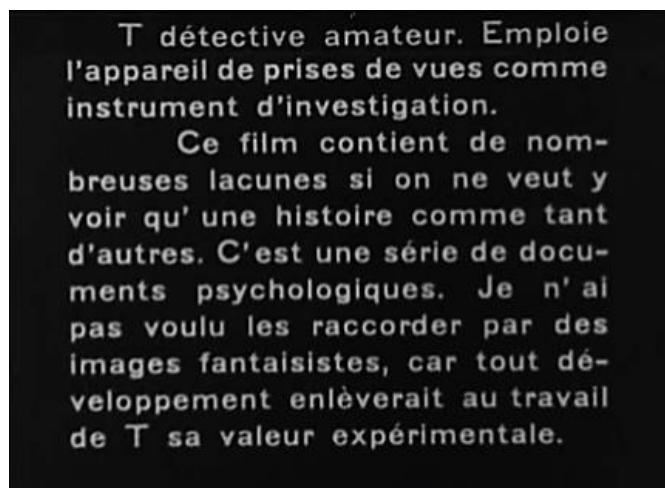 T détective amateur. Emploie
l'appareil de prises de vues comme
instrument d'investigation.
Ce film contient de nom-
breuses lacunes si on ne veut y
voir qu' une histoire comme tant
d'autres. C'est une série de docu-
ments psychologiques. Je n' ai
pas voulu les raccorder par des
images fantaisistes, car tout dé-
veloppement enlèverait au travail
de T sa valeur expérimentale.